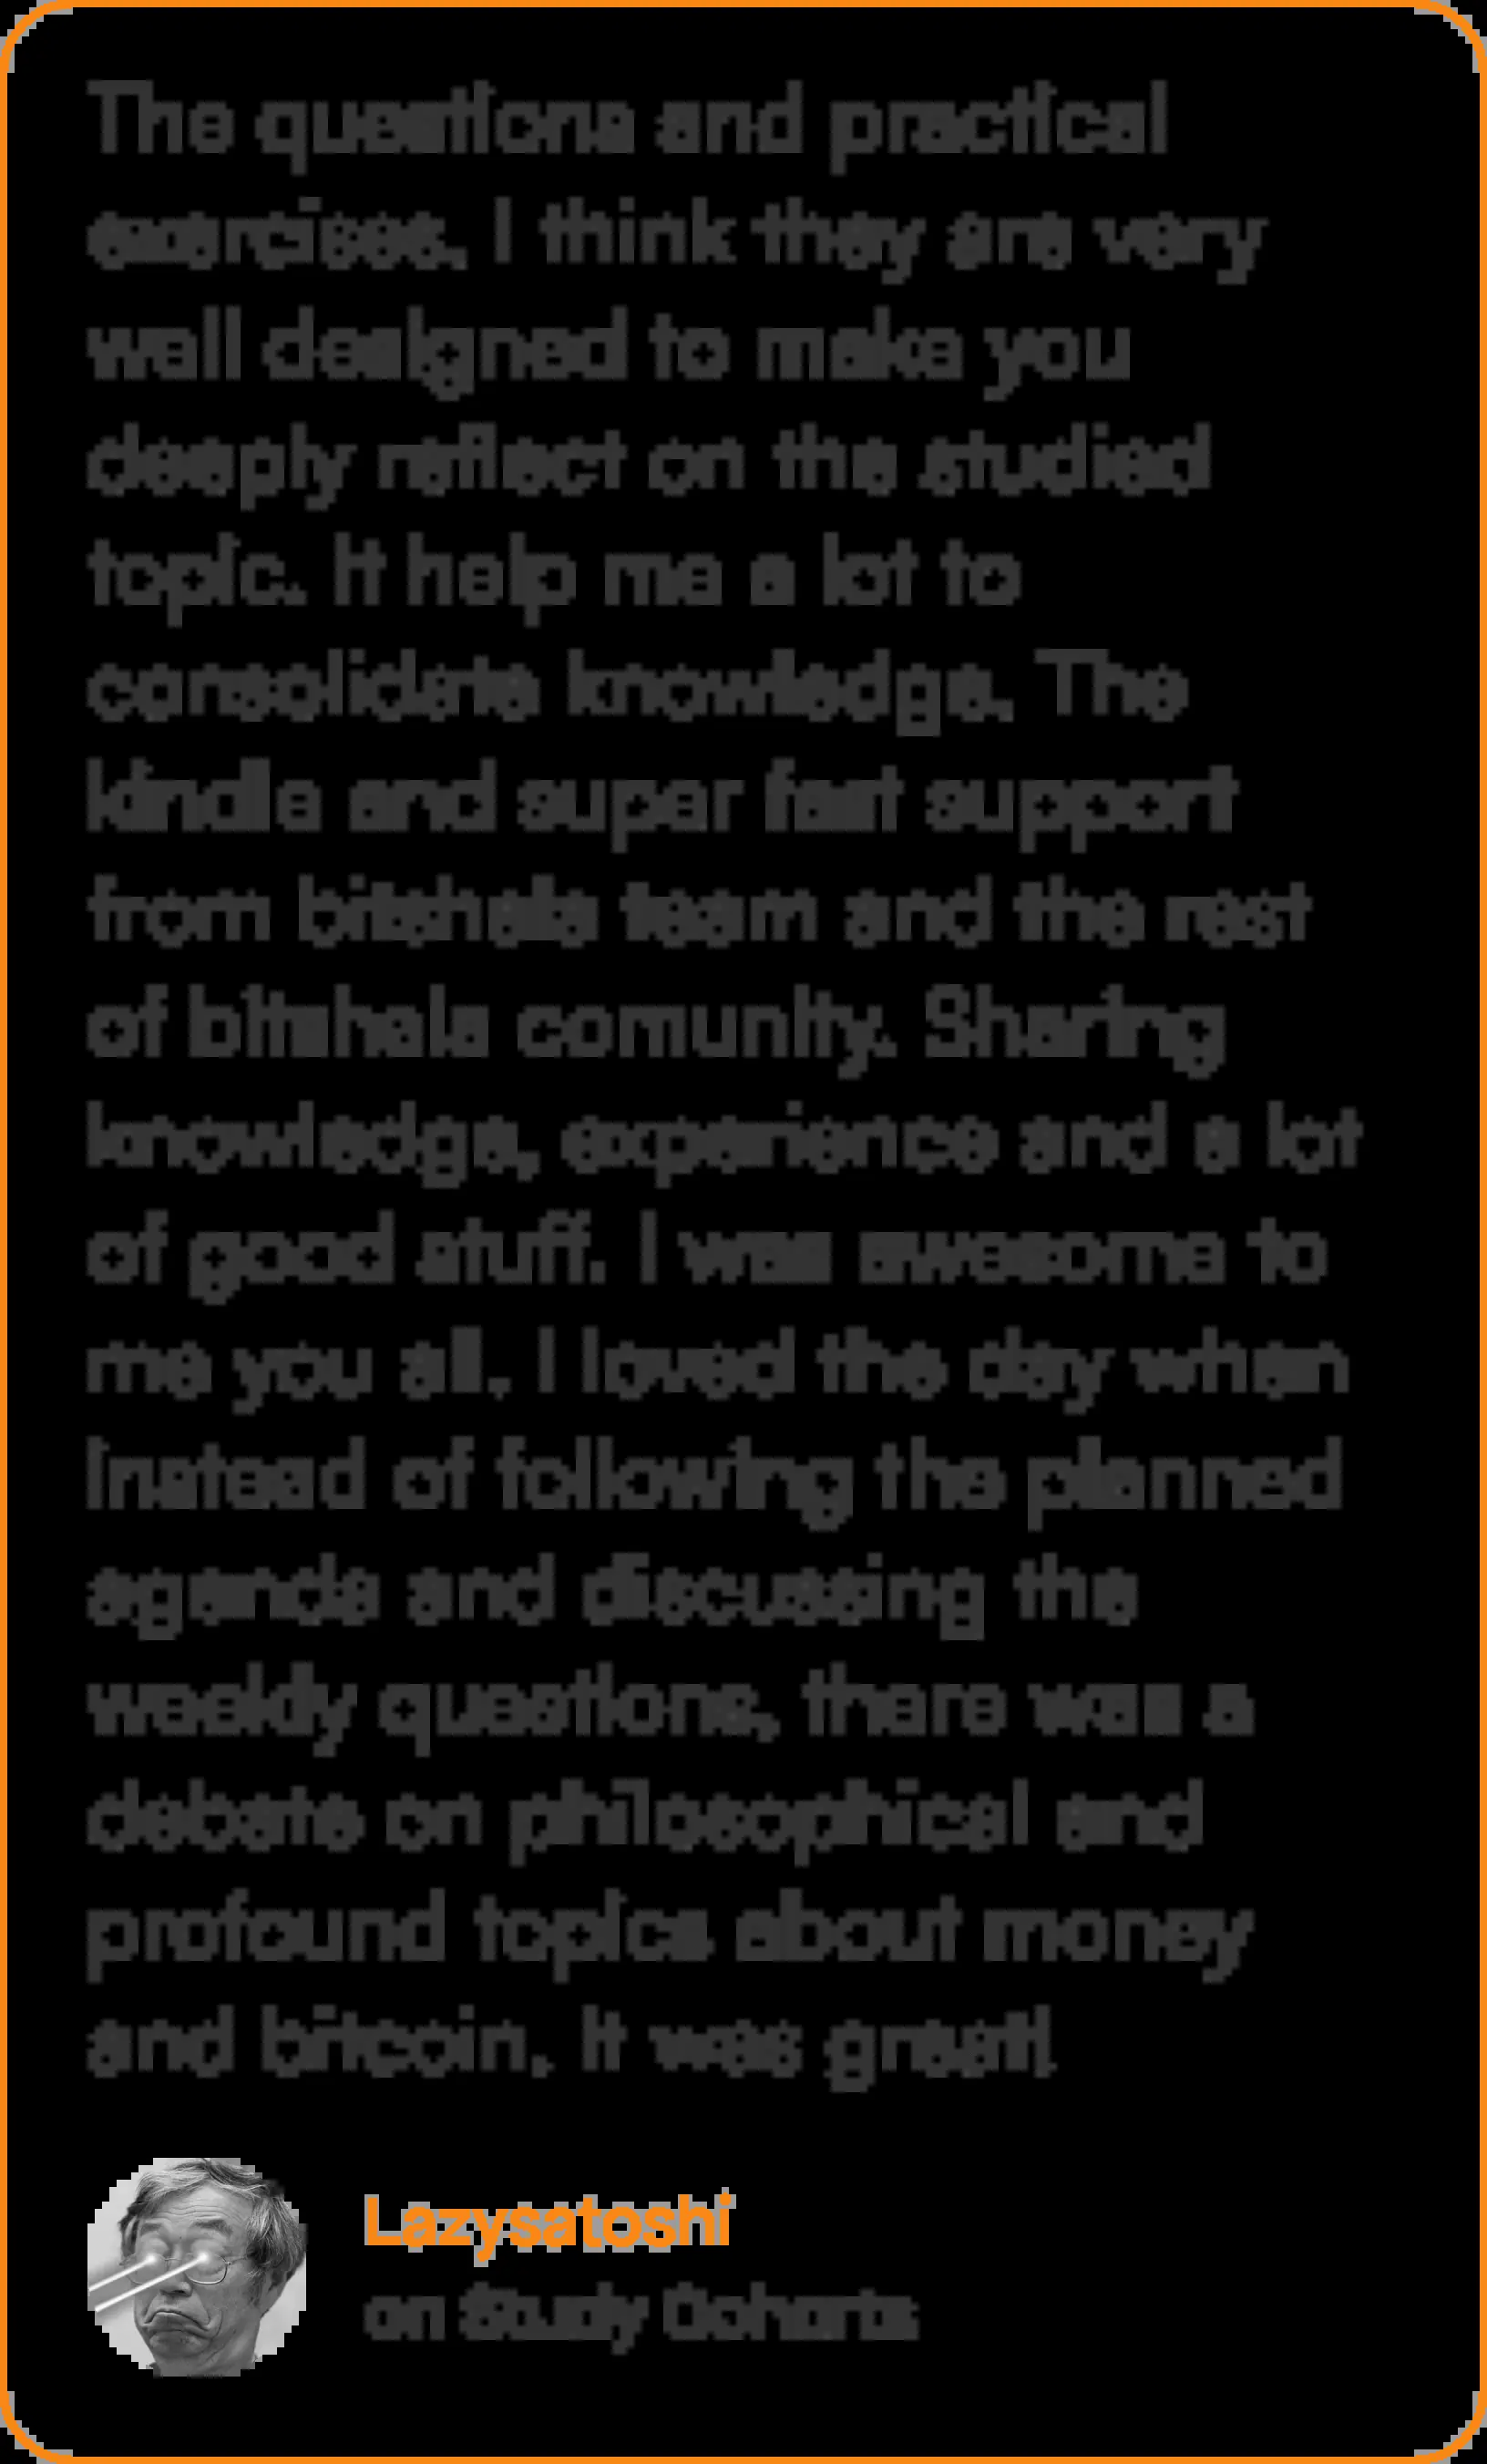 The questions and practical
exercises, I think they are very
well designed to make you
deeply reflect on the studied
topic. It help me a lot to
consolidate knowledge. The
kindle and super fast support
from bitshala team and the rest
of bitshala comunity. Sharing
knowledge, experience and a lot
of good stuff. I was awesome to
me you all, I loved the day when
instead of following the planned
agenda and discussing the
weekly questions, there was a
debate on philosophical and
profound topics about money
and bitcoin, It was great!
Lazysatoshi
on Study Cohorts